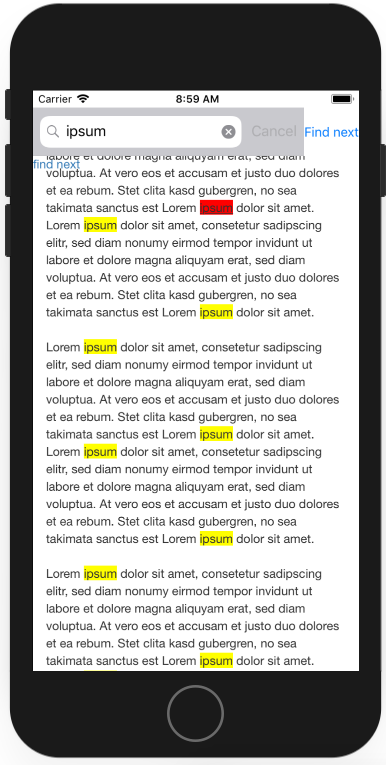 Carrier 8:59 AM
ipsum Cancel Find next
labore et dolore magna aliquyam erat, sed diam
find next
voluptua. At vero eos et accusam et justo duo dolores
et ea rebum. Stet clita kasd gubergren, no sea
takimata sanctus est Lorem ipsum dolor sit amet.
Lorem ipsum dolor sit amet, consetetur sadipscing
elitr, sed diam nonumy eirmod tempor invidunt ut
labore et dolore magna aliquyam erat, sed diam
voluptua. At vero eos et accusam et justo duo dolores
et ea rebum. Stet clita kasd gubergren, no sea
takimata sanctus est Lorem ipsum dolor sit amet.
Lorem ipsum dolor sit amet, consetetur sadipscing
elitr, sed diam nonumy eirmod tempor invidunt ut
labore et dolore magna aliquyam erat, sed diam
voluptua. At vero eos et accusam et justo duo dolores
et ea rebum. Stet clita kasd gubergren, no sea
takimata sanctus est Lorem ipsum dolor sit amet.
Lorem ipsum dolor sit amet, consetetur sadipscing
elitr, sed diam nonumy eirmod tempor invidunt ut
labore et dolore magna aliquyam erat, sed diam
voluptua. At vero eos et accusam et justo duo dolores
et ea rebum. Stet clita kasd gubergren, no sea
takimata sanctus est Lorem ipsum dolor sit amet.
Lorem ipsum dolor sit amet, consetetur sadipscing
elitr, sed diam nonumy eirmod tempor invidunt ut
labore et dolore magna aliquyam erat, sed diam
voluptua. At vero eos et accusam et justo duo dolores
et ea rebum. Stet clita kasd gubergren, no sea
takimata sanctus est Lorem ipsum dolor sit amet.